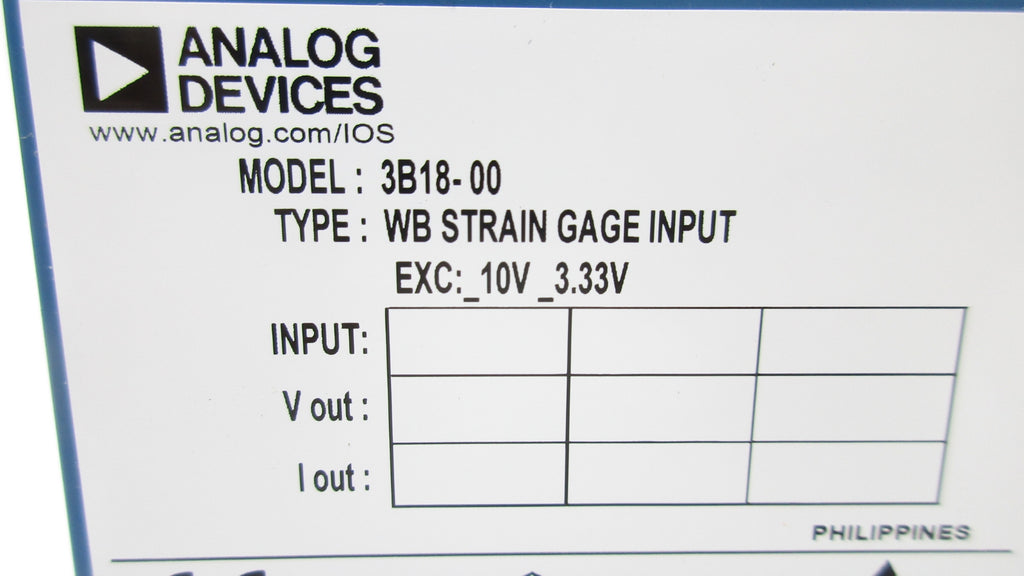 ANALOG
DEVICES
www.analog.com/IOS
MODEL : 3B18-00
TYPE : WB STRAIN GAGE INPUT
EXC:_10V _3.33V
INPUT:
V out :
I out :
PHILIPPINES